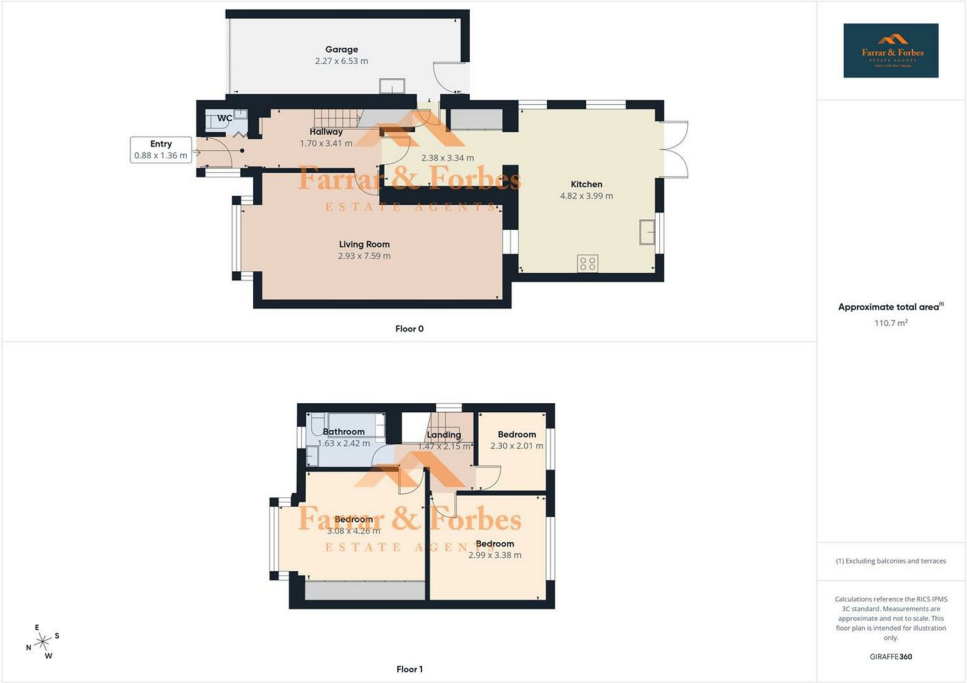 Garage
2.27 x 6.53 m
WC
Hallway
1.70 x 3.41 m
Entry
0.88 x 1.36 m
2.38 x 3.34 m
Kitchen
4.82 x 3.99 m
Farrar & Forbes
ESTATE AGENTS
Living Room
2.93 x 7.59 m
Floor 0
Bathroom
1.63 x 2.42 m
Landing
1.47 x 2.15 m
Bedroom
2.30 x 2.01 m
Bedroom
3.08 x 4.26 m
Farrar & Forbes
ESTATE AGENTS
Bedroom
2.99 x 3.38 m
E
S
N
W
Floor 1
Farrar & Forbes
ESTATE AGENTS
Approximate total area(1)
110.7 m²
(1) Excluding balconies and terraces
Calculations reference the RICS IPMS
3C standard. Measurements are
approximate and not to scale. This
floor plan is intended for illustration
only.
GIRAFFE360